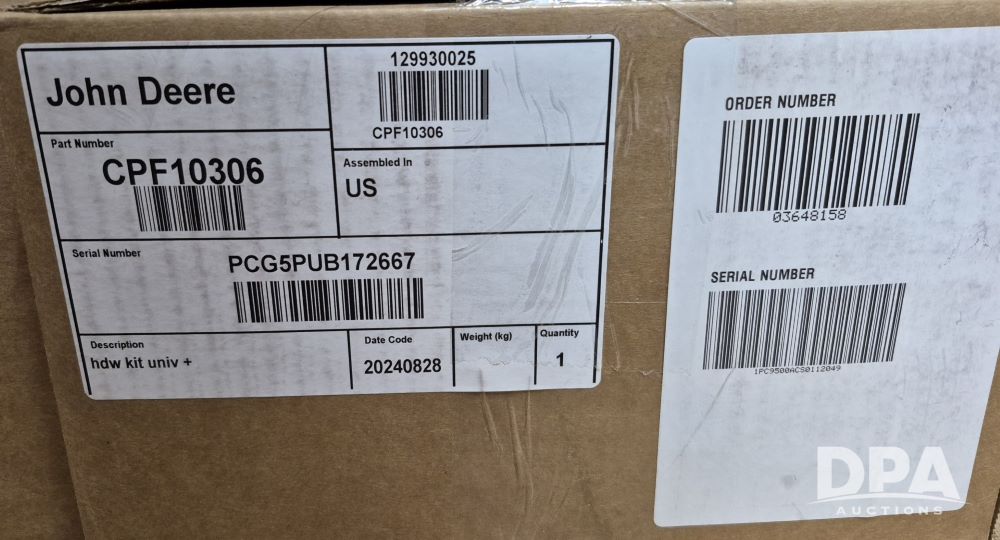 John Deere
129930025
CPF10306
Part Number
CPF10306
Assembled In
US
Serial Number
PCG5PUB172667
Description
hdw kit univ +
Date Code
20240828
Weight (kg)
Quantity
1
ORDER NUMBER
03648158
SERIAL NUMBER
1PC9500ACS0112049
DPA
AUCTIONS